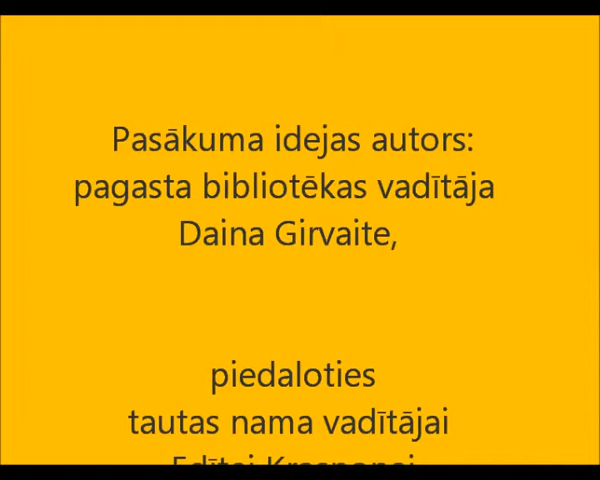 Pasākuma idejas autors:
pagasta bibliotēkas vadītāja
Daina Girvaite,
piedaloties
tautas nama vadītājai